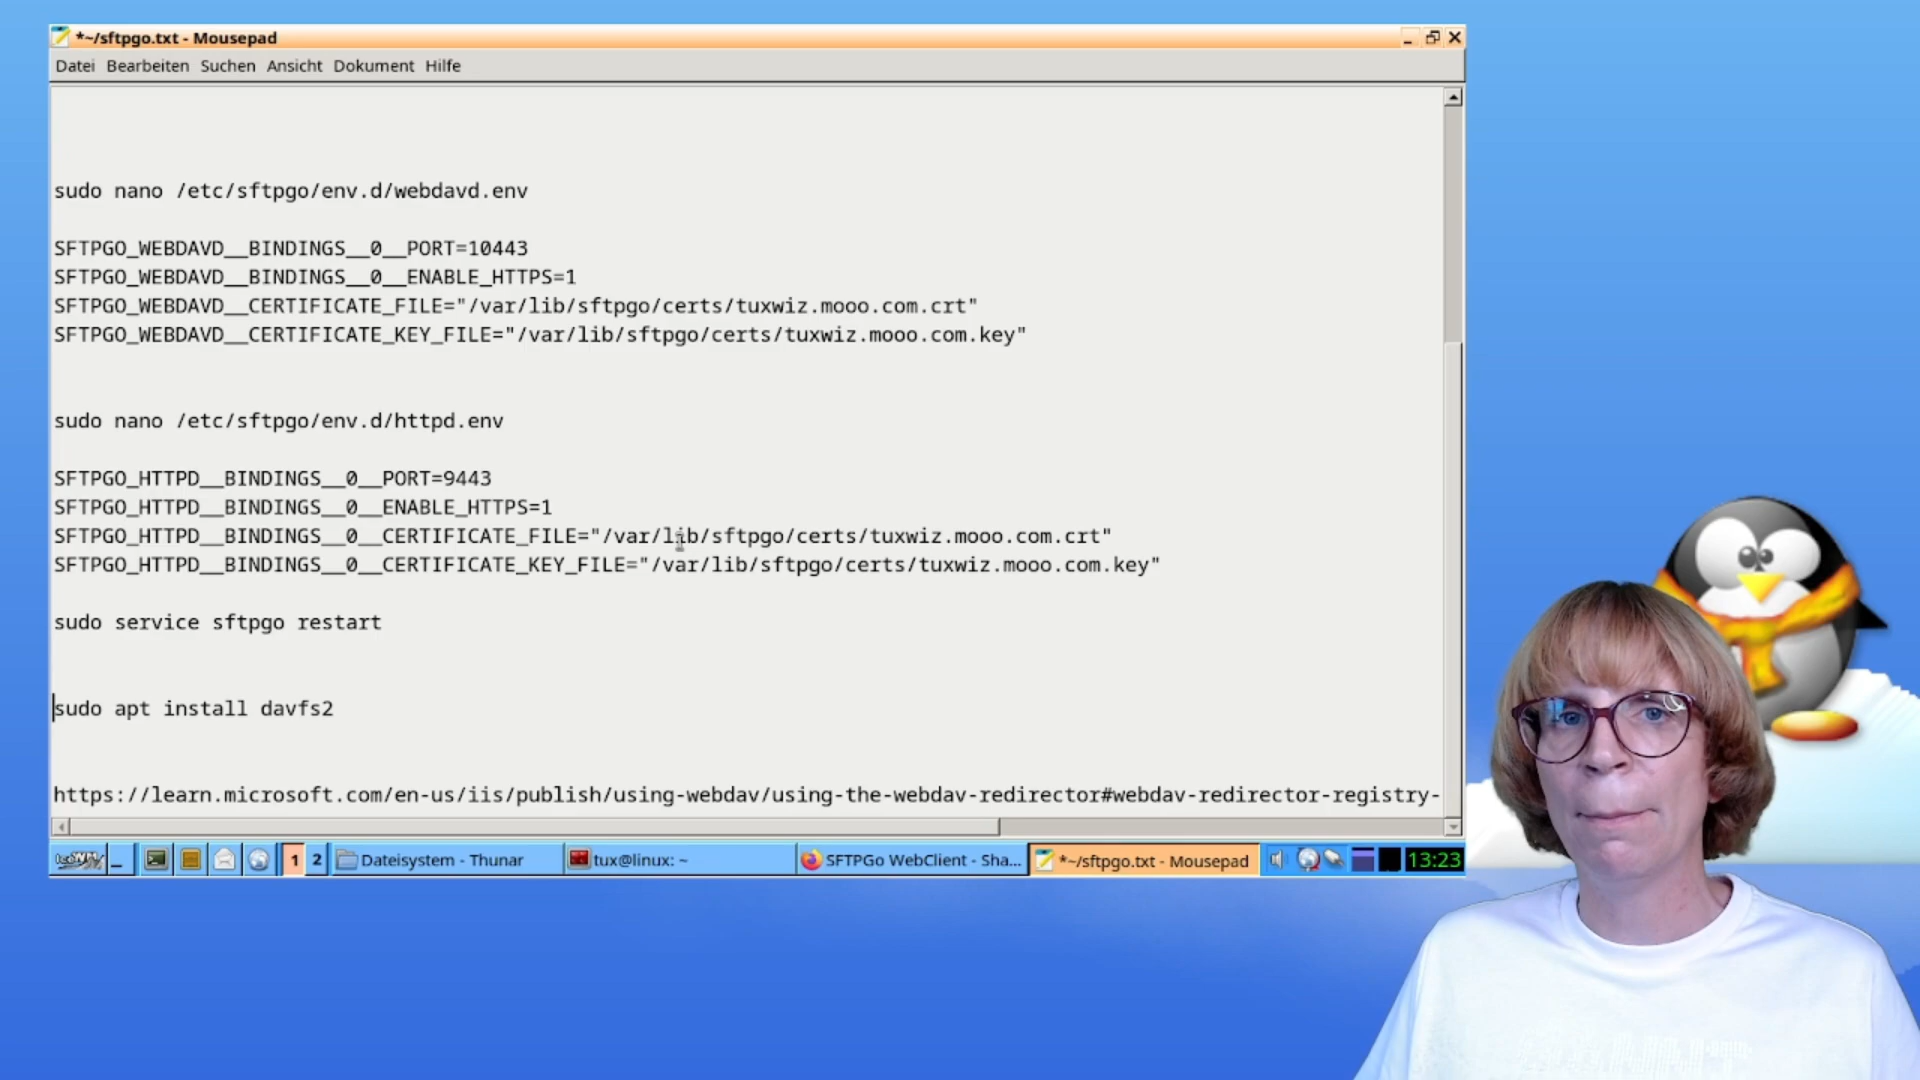 *~/sftpgo.txt - Mousepad
Datei Bearbeiten Suchen Ansicht Dokument Hilfe
sudo nano /etc/sftpgo/env.d/webdavd.env
SFTPGO_WEBDAVD__BINDINGS__0__PORT=10443
SFTPGO_WEBDAVD__BINDINGS__0__ENABLE_HTTPS=1
SFTPGO_WEBDAVD__CERTIFICATE_FILE="/var/lib/sftpgo/certs/tuxwiz.mooo.com.crt"
SFTPGO_WEBDAVD__CERTIFICATE_KEY_FILE="/var/lib/sftpgo/certs/tuxwiz.mooo.com.key"
sudo nano /etc/sftpgo/env.d/httpd.env
SFTPGO_HTTPD__BINDINGS__0__PORT=9443
SFTPGO_HTTPD__BINDINGS__0__ENABLE_HTTPS=1
SFTPGO_HTTPD__BINDINGS__0__CERTIFICATE_FILE="/var/lib/sftpgo/certs/tuxwiz.mooo.com.crt"
SFTPGO_HTTPD__BINDINGS__0__CERTIFICATE_KEY_FILE="/var/lib/sftpgo/certs/tuxwiz.mooo.com.key"
sudo service sftpgo restart
sudo apt install davfs2
https://learn.microsoft.com/en-us/iis/publish/using-webdav/using-the-webdav-redirector#webdav-redirector-registry-
1 2 Dateisystem - Thunar tux@linux: ~ SFTPGo WebClient - Sha... *~/sftpgo.txt - Mousepad 13:23